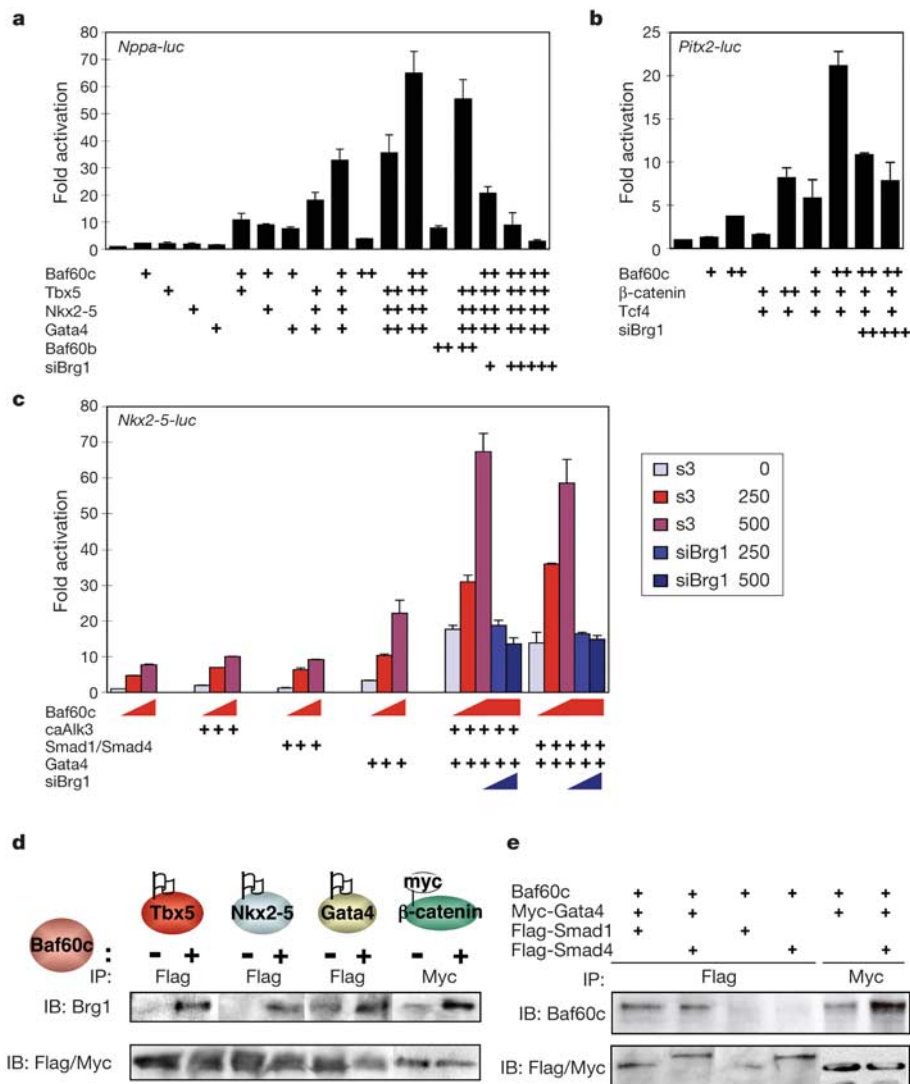 a
Nppa-luc
Fold activation
80
70
60
50
40
30
20
10
0
Baf60c + + + + + ++ ++ ++ ++ ++
Tbx5 + + + + ++ ++ ++ ++ ++ ++
Nkx2-5 + + + + ++ ++ ++ ++ ++ ++
Gata4 + + + + ++ ++ ++ ++ ++ ++
Baf60b ++ ++
siBrg1 + ++ +++
b
Pitx2-luc
Fold activation
25
20
15
10
5
0
Baf60c + ++ + ++ ++ ++
β-catenin + ++ + + + +
Tcf4 + + + + + +
siBrg1 ++ +++
c
Nkx2-5-luc
Fold activation
80
70
60
50
40
30
20
10
0
Baf60c
caAlk3 + + + + + + + +
Smad1/Smad4 + + + + + + + +
Gata4 + + + + + + + + + + + + +
siBrg1
s3 0
s3 250
s3 500
siBrg1 250
siBrg1 500
d
Baf60c :
Tbx5 Nkx2-5 Gata4 myc β-catenin
- + - + - + - +
IP: Flag Flag Flag Myc
IB: Brg1
IB: Flag/Myc
e
Baf60c + + + + + +
Myc-Gata4 + + + +
Flag-Smad1 + +
Flag-Smad4 + + +
IP: Flag Myc
IB: Baf60c
IB: Flag/Myc